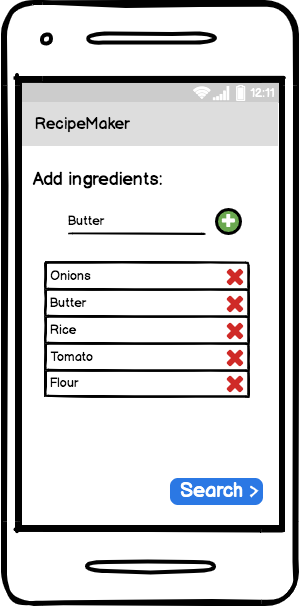 12:11
RecipeMaker
Add ingredients:
Butter
Onions
Butter
Rice
Tomato
Flour
Search >